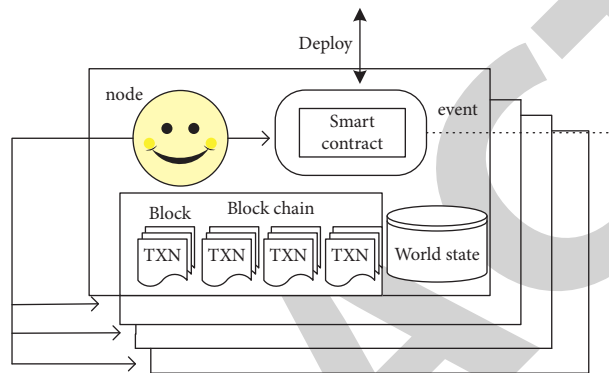 Deploy
node
event
Smart
contract
Block
Block chain
TXN
TXN
TXN
TXN
World state